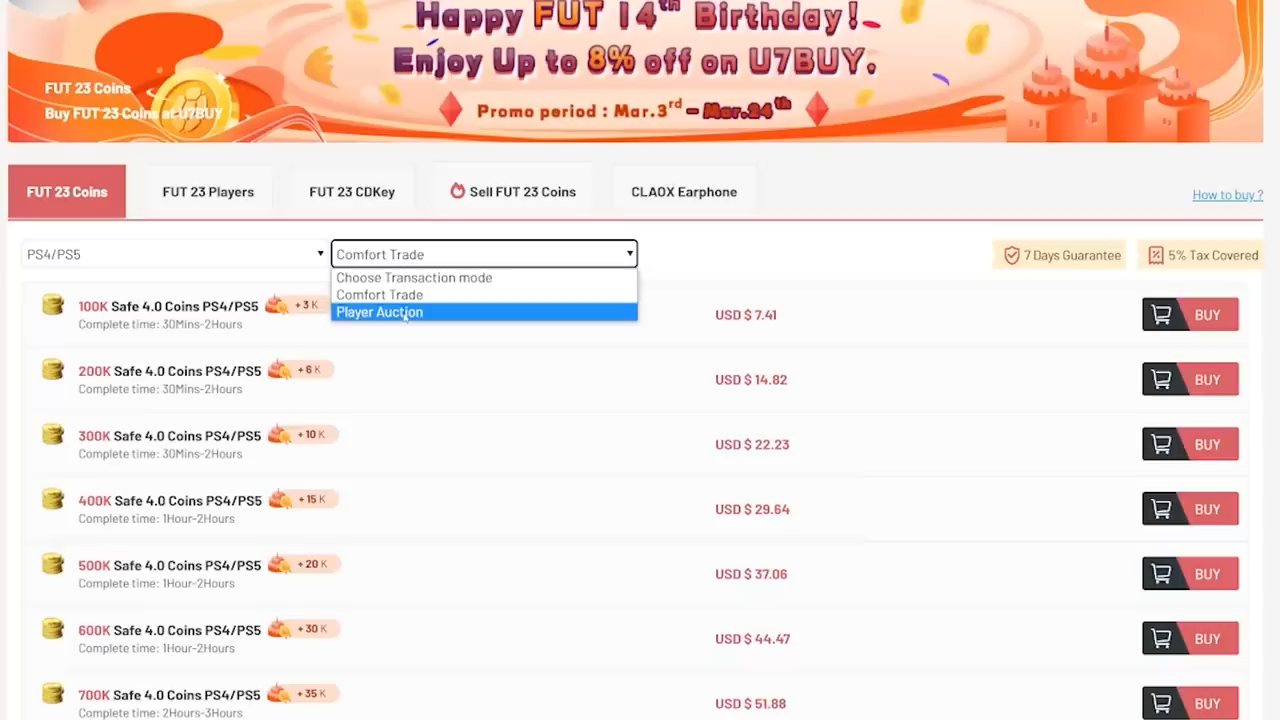 Happy FUT 14th Birthday!
Enjoy Up to 8% off on U7BUY.
Promo period : Mar.3rd - Mar.24th
FUT 23 Coins
Buy FUT 23 Coins at U7BUY
FUT 23 Coins
FUT 23 Players
FUT 23 CDKey
Sell FUT 23 Coins
CLAOX Earphone
How to buy ?
PS4/PS5
Comfort Trade
7 Days Guarantee
5% Tax Covered
Choose Transaction mode
Comfort Trade
Player Auction
100K Safe 4.0 Coins PS4/PS5 +3 K
Complete time: 30Mins-2Hours
USD $ 7.41
BUY
200K Safe 4.0 Coins PS4/PS5 +6 K
Complete time: 30Mins-2Hours
USD $ 14.82
BUY
300K Safe 4.0 Coins PS4/PS5 +10 K
Complete time: 30Mins-2Hours
USD $ 22.23
BUY
400K Safe 4.0 Coins PS4/PS5 +15 K
Complete time: 1Hour-2Hours
USD $ 29.64
BUY
500K Safe 4.0 Coins PS4/PS5 +20 K
Complete time: 1Hour-2Hours
USD $ 37.06
BUY
600K Safe 4.0 Coins PS4/PS5 +30 K
Complete time: 1Hour-2Hours
USD $ 44.47
BUY
700K Safe 4.0 Coins PS4/PS5 +35 K
Complete time: 2Hours-3Hours
USD $ 51.88
BUY